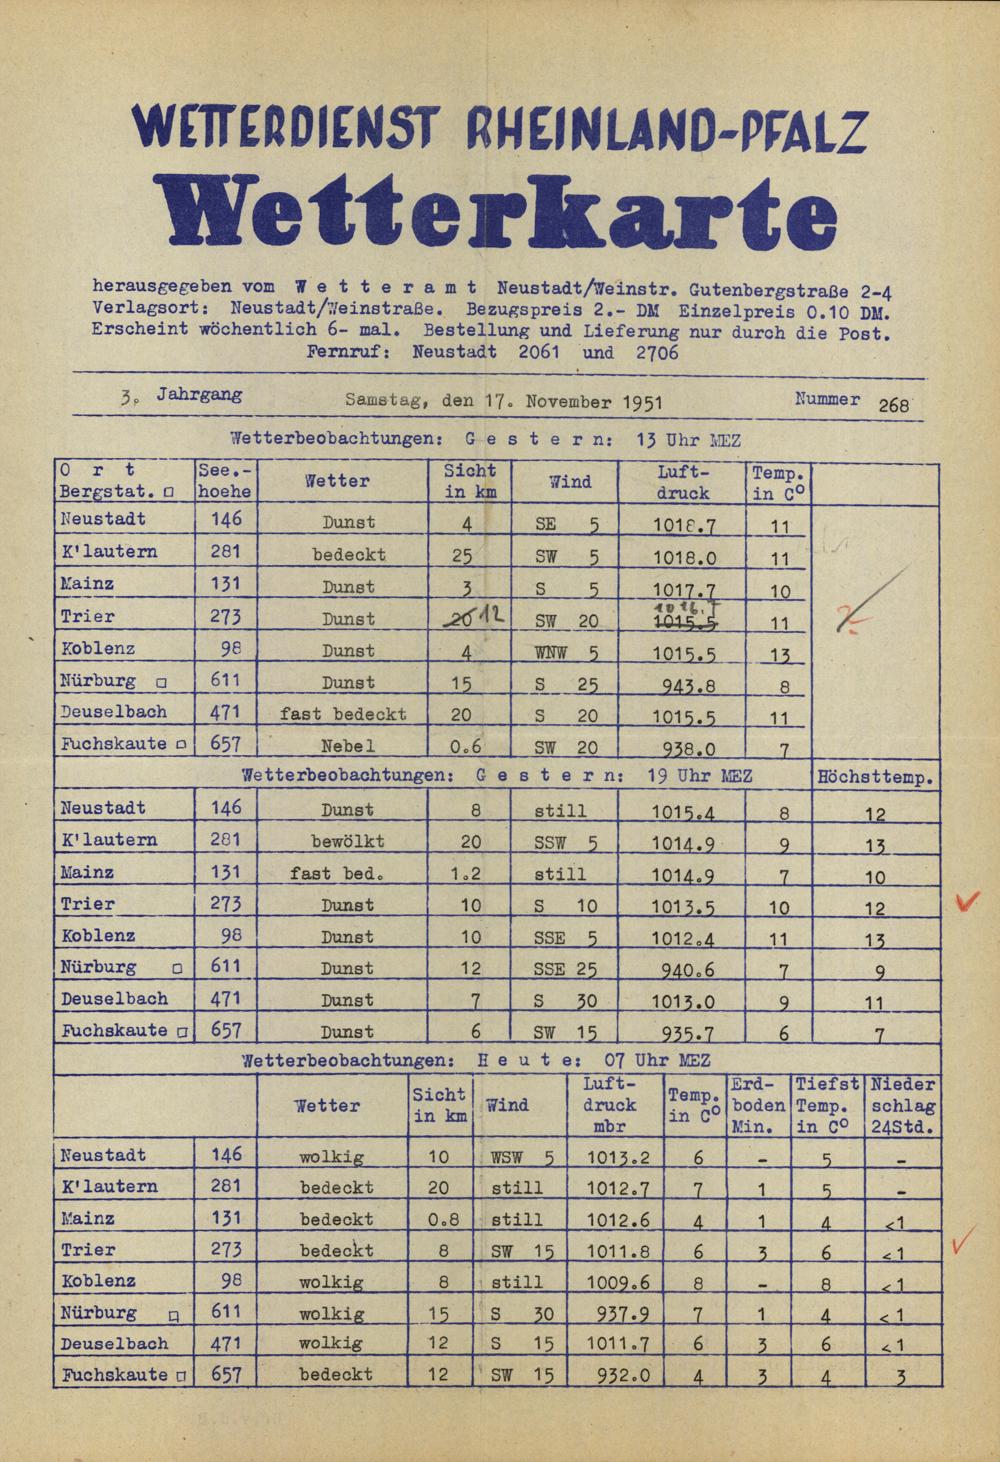 WETTERDIENST RHEINLAND-PFALZ
Wetterkarte
herausgegeben vom W e t t e r a m t Neustadt/Weinstr. Gutenbergstraße 2-4
Verlagsort: Neustadt/Weinstraße. Bezugspreis 2.- DM Einzelpreis 0.10 DM.
Erscheint wöchentlich 6- mal. Bestellung und Lieferung nur durch die Post.
Fernruf: Neustadt 2061 und 2706
3. Jahrgang Samstag, den 17. November 1951 Nummer 268
Wetterbeobachtungen: G e s t e r n: 13 Uhr MEZ
O r t See.- Wetter Sicht Wind Luft- Temp.
Bergstat. □ hoehe in km druck in C°
Neustadt 146 Dunst 4 SE 5 1018.7 11
K'lautern 281 bedeckt 25 SW 5 1018.0 11
Mainz 131 Dunst 3 S 5 1017.7 10
Trier 273 Dunst 20 12 SW 20 1016.7 1015.5 11
Koblenz 98 Dunst 4 WNW 5 1015.5 13
Nürburg □ 611 Dunst 15 S 25 943.8 8
Deuselbach 471 fast bedeckt 20 S 20 1015.5 11
Fuchskaute □ 657 Nebel 0.6 SW 20 938.0 7
Wetterbeobachtungen: G e s t e r n: 19 Uhr MEZ Höchsttemp.
Neustadt 146 Dunst 8 still 1015.4 8 12
K'lautern 281 bewölkt 20 SSW 5 1014.9 9 13
Mainz 131 fast bed. 1.2 still 1014.9 7 10
Trier 273 Dunst 10 S 10 1013.5 10 12
Koblenz 98 Dunst 10 SSE 5 1012.4 11 13
Nürburg □ 611 Dunst 12 SSE 25 940.6 7 9
Deuselbach 471 Dunst 7 S 30 1013.0 9 11
Fuchskaute □ 657 Dunst 6 SW 15 935.7 6 7
Wetterbeobachtungen: H e u t e: 07 Uhr MEZ
Wetter Sicht Wind Luft- Temp. Erd- Tiefst Nieder
in km druck in C° boden Temp. schlag
mbr Min. in C° 24Std.
Neustadt 146 wolkig 10 WSW 5 1013.2 6 - 5 -
K'lautern 281 bedeckt 20 still 1012.7 7 1 5 -
Mainz 131 bedeckt 0.8 still 1012.6 4 1 4 <1
Trier 273 bedeckt 8 SW 15 1011.8 6 3 6 <1
Koblenz 98 wolkig 8 still 1009.6 8 - 8 <1
Nürburg □ 611 wolkig 15 S 30 937.9 7 1 4 <1
Deuselbach 471 wolkig 12 S 15 1011.7 6 3 6 <1
Fuchskaute □ 657 bedeckt 12 SW 15 932.0 4 3 4 3